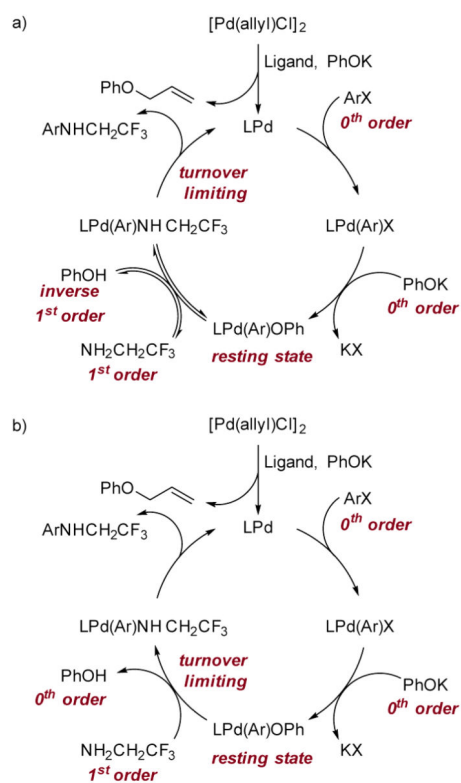 a)
[Pd(allyl)Cl]2
Ligand, PhOK
PhO
ArX
0th order
ArNHCH2CF3
LPd
turnover
limiting
LPd(Ar)NH CH2CF3
LPd(Ar)X
PhOH
inverse
1st order
PhOK
0th order
LPd(Ar)OPh
NH2CH2CF3
1st order
resting state
KX
b)
[Pd(allyl)Cl]2
Ligand, PhOK
PhO
ArX
0th order
ArNHCH2CF3
LPd
LPd(Ar)NH CH2CF3
LPd(Ar)X
PhOH
0th order
turnover
limiting
PhOK
0th order
LPd(Ar)OPh
NH2CH2CF3
1st order
resting state
KX